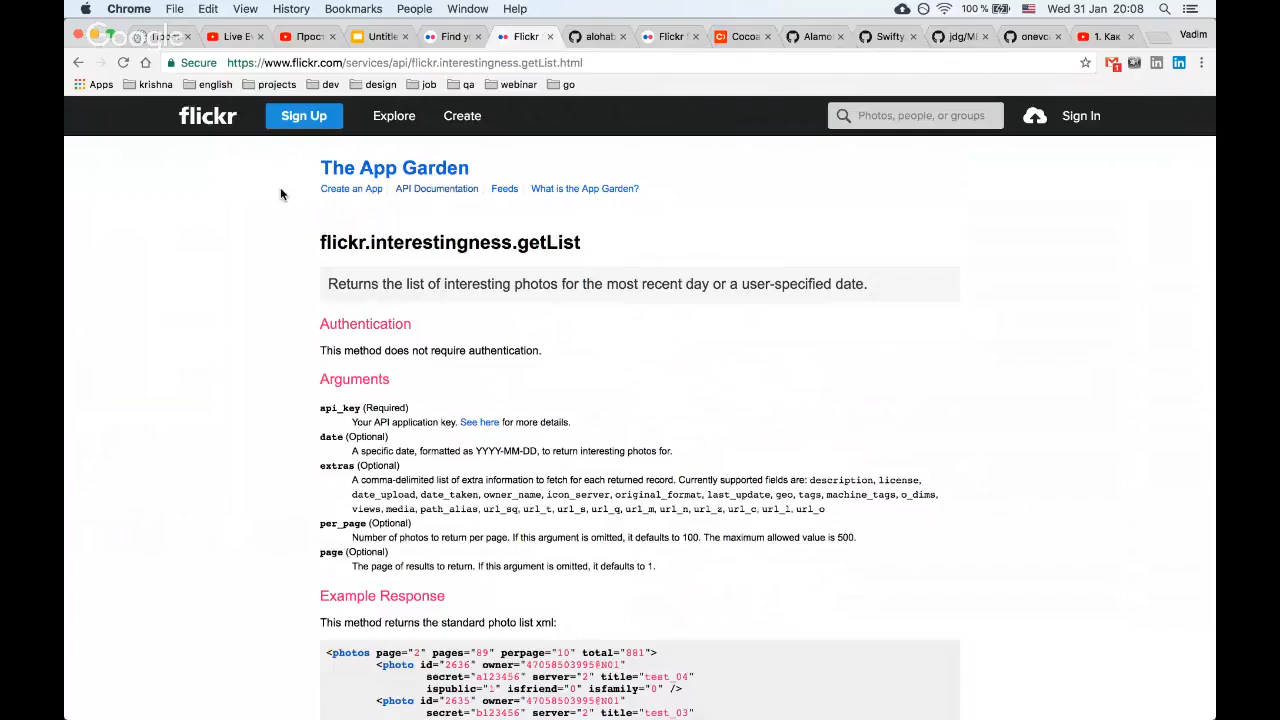 Chrome File Edit View History Bookmarks People Window Help 100 % Wed 31 Jan 20:08
Google
Live E Прост Untitle Find y Flickr alohab Flickr S Cocoa Alamo Swifty jdg/M onevc 1. Как Vadim
Secure https://www.flickr.com/services/api/flickr.interestingness.getList.html 1
Apps krishna english projects dev design job qa webinar go
flickr Sign Up Explore Create Photos, people, or groups Sign In
The App Garden
Create an App API Documentation Feeds What is the App Garden?
flickr.interestingness.getList
Returns the list of interesting photos for the most recent day or a user-specified date.
Authentication
This method does not require authentication.
Arguments
api_key (Required)
Your API application key. See here for more details.
date (Optional)
A specific date, formatted as YYYY-MM-DD, to return interesting photos for.
extras (Optional)
A comma-delimited list of extra information to fetch for each returned record. Currently supported fields are: description, license,
date_upload, date_taken, owner_name, icon_server, original_format, last_update, geo, tags, machine_tags, o_dims,
views, media, path_alias, url_sq, url_t, url_s, url_q, url_m, url_n, url_z, url_c, url_l, url_o
per_page (Optional)
Number of photos to return per page. If this argument is omitted, it defaults to 100. The maximum allowed value is 500.
page (Optional)
The page of results to return. If this argument is omitted, it defaults to 1.
Example Response
This method returns the standard photo list xml:
<photos page="2" pages="89" perpage="10" total="881">
<photo id="2636" owner="47058503995@N01"
secret="a123456" server="2" title="test_04"
ispublic="1" isfriend="0" isfamily="0" />
<photo id="2635" owner="47058503995@N01"
secret="b123456" server="2" title="test_03"